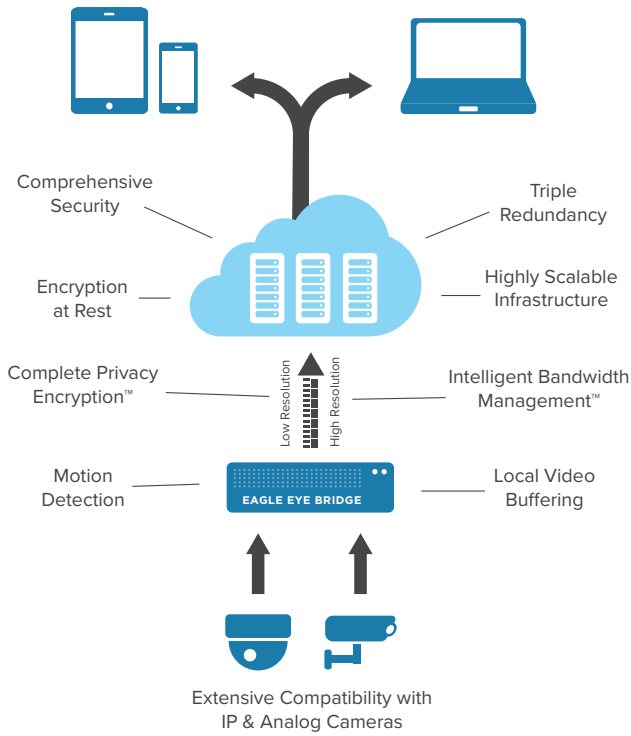 Comprehensive
Security
Triple
Redundancy
Encryption
at Rest
Highly Scalable
Infrastructure
Complete Privacy
Encryption™
Low Resolution
High Resolution
Intelligent Bandwidth
Management™
Motion
Detection
EAGLE EYE BRIDGE
Local Video
Buffering
Extensive Compatibility with
IP & Analog Cameras